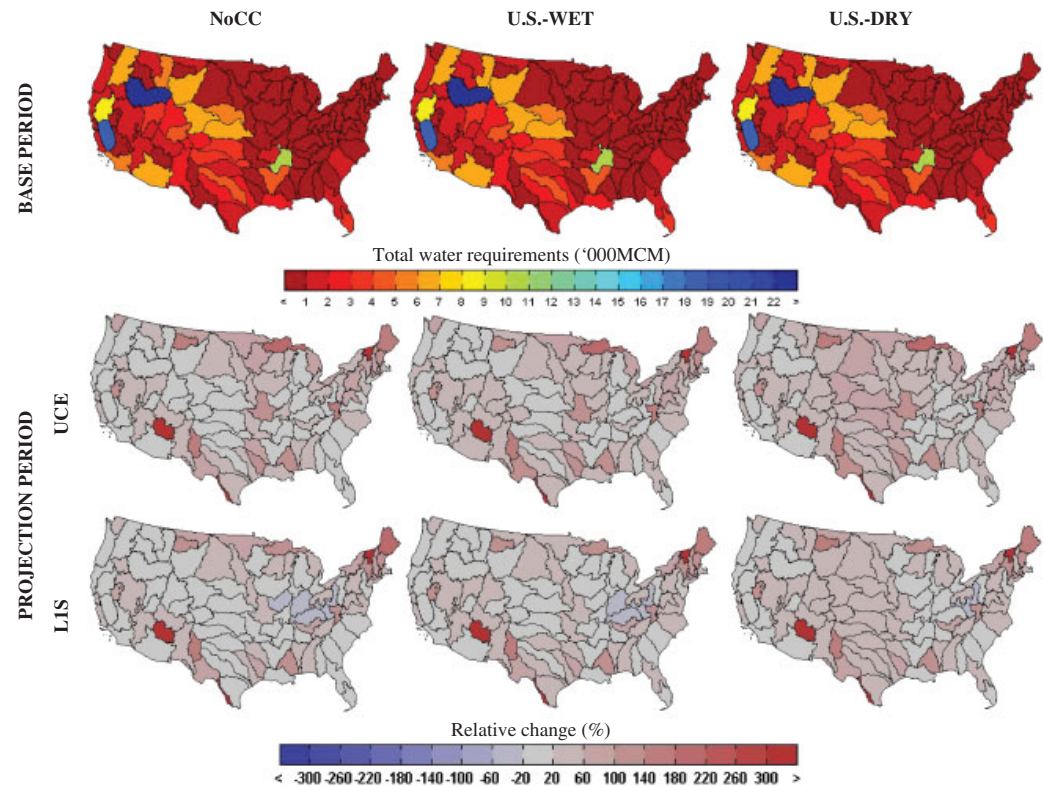 NoCC U.S.-WET U.S.-DRY
BASE PERIOD
Total water requirements (‘000MCM)
< 1 2 3 4 5 6 7 8 9 10 11 12 13 14 15 16 17 18 19 20 21 22 >
PROJECTION PERIOD
UCE
L1S
Relative change (%)
< -300 -260 -220 -180 -140 -100 -60 -20 20 60 100 140 180 220 260 300 >